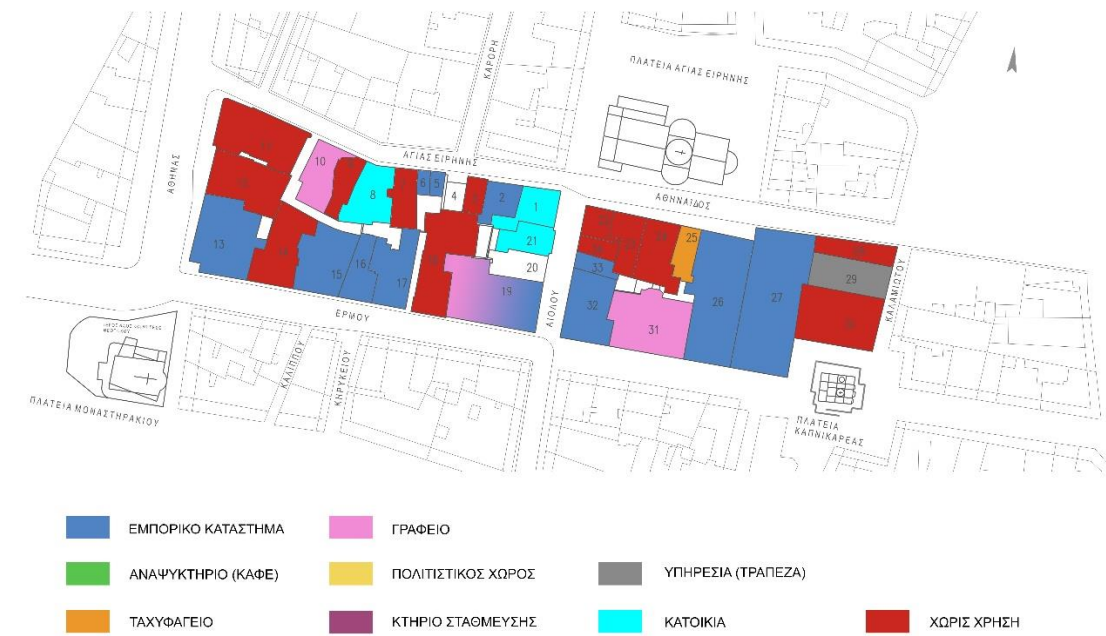 ΚΑΡΟΡΗ
ΠΛΑΤΕΙΑ ΑΓΙΑΣ ΕΙΡΗΝΗΣ
ΑΘΗΝΑΣ
ΑΓΙΑΣ ΕΙΡΗΝΗΣ
ΑΘΗΝΑΙΔΟΣ
10
8
6
5
4
2
1
21
20
25
13
15
16
17
19
33
32
31
26
27
29
ΑΙΟΛΟΥ
ΚΑΛΑΜΙΩΤΟΥ
ΕΡΜΟΥ
ΚΑΛΙΠΠΟΥ
ΚΗΡΥΚΕΙΟΥ
ΠΛΑΤΕΙΑ ΜΟΝΑΣΤΗΡΑΚΙΟΥ
ΠΛΑΤΕΙΑ
ΚΑΠΝΙΚΑΡΕΑΣ
ΕΜΠΟΡΙΚΟ ΚΑΤΑΣΤΗΜΑ
ΓΡΑΦΕΙΟ
ΑΝΑΨΥΚΤΗΡΙΟ (ΚΑΦΕ)
ΠΟΛΙΤΙΣΤΙΚΟΣ ΧΩΡΟΣ
ΥΠΗΡΕΣΙΑ (ΤΡΑΠΕΖΑ)
ΤΑΧΥΦΑΓΕΙΟ
ΚΤΗΡΙΟ ΣΤΑΘΜΕΥΣΗΣ
ΚΑΤΟΙΚΙΑ
ΧΩΡΙΣ ΧΡΗΣΗ